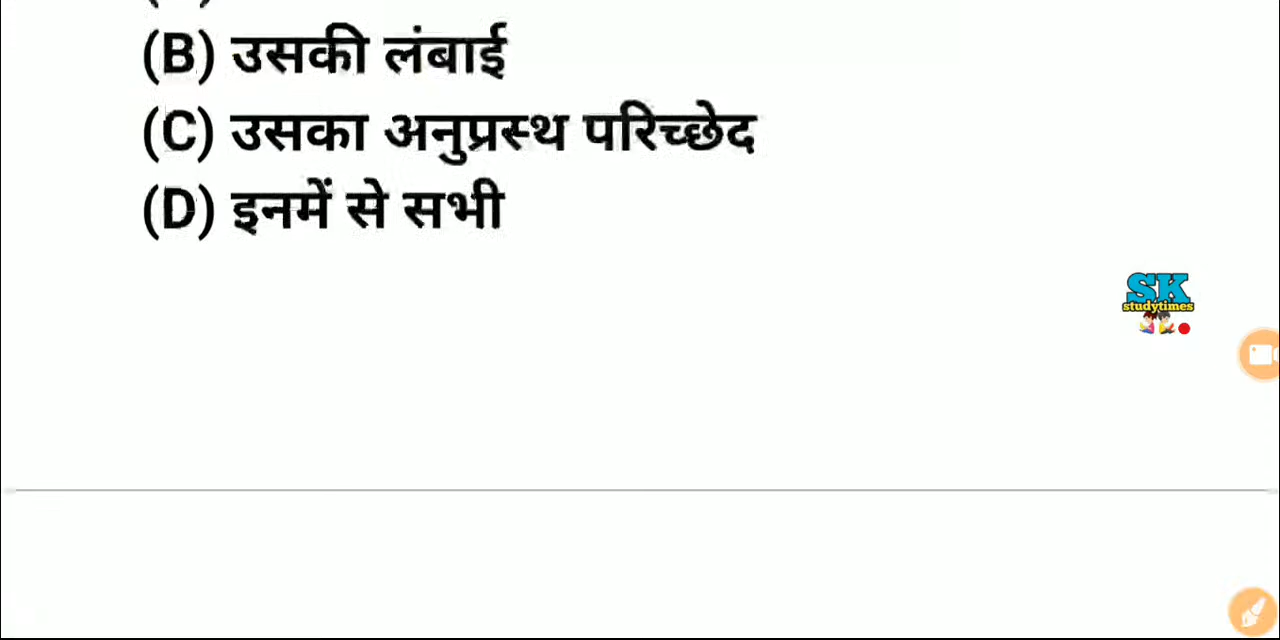 (B) उसकी लंबाई
(C) उसका अनुप्रस्थ परिच्छेद
(D) इनमें से सभी
SK
studytimes